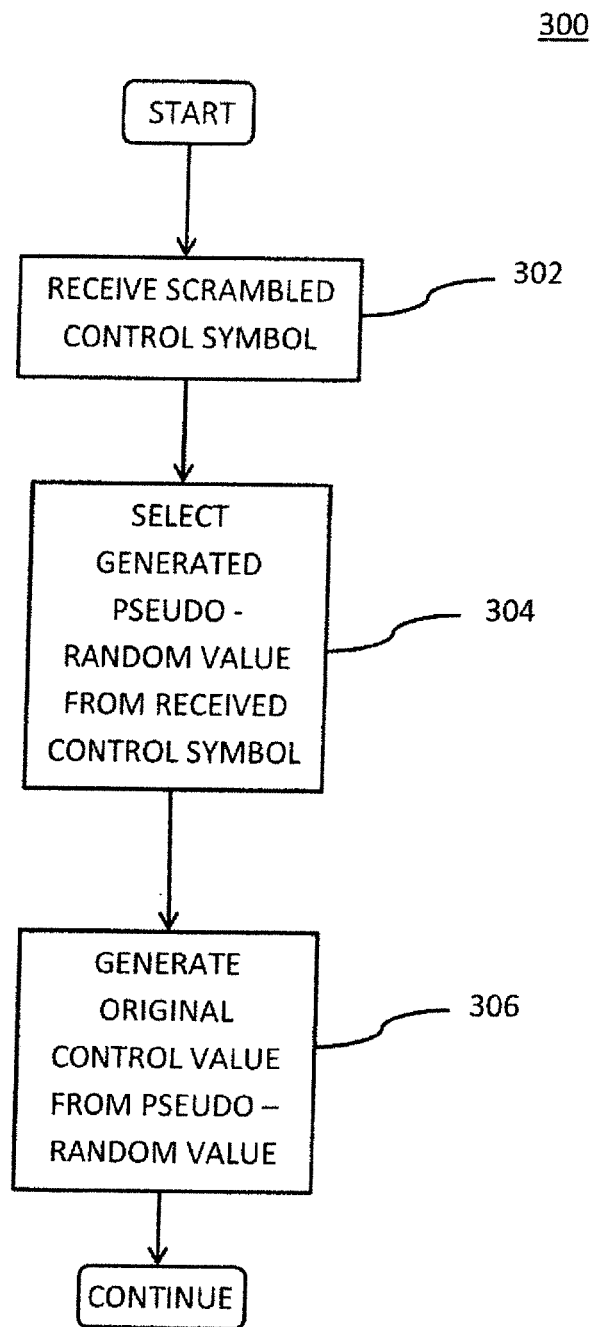 300
START
RECEIVE SCRAMBLED
CONTROL SYMBOL
302
SELECT
GENERATED
PSEUDO -
RANDOM VALUE
FROM RECEIVED
CONTROL SYMBOL
304
GENERATE
ORIGINAL
CONTROL VALUE
FROM PSEUDO –
RANDOM VALUE
306
CONTINUE